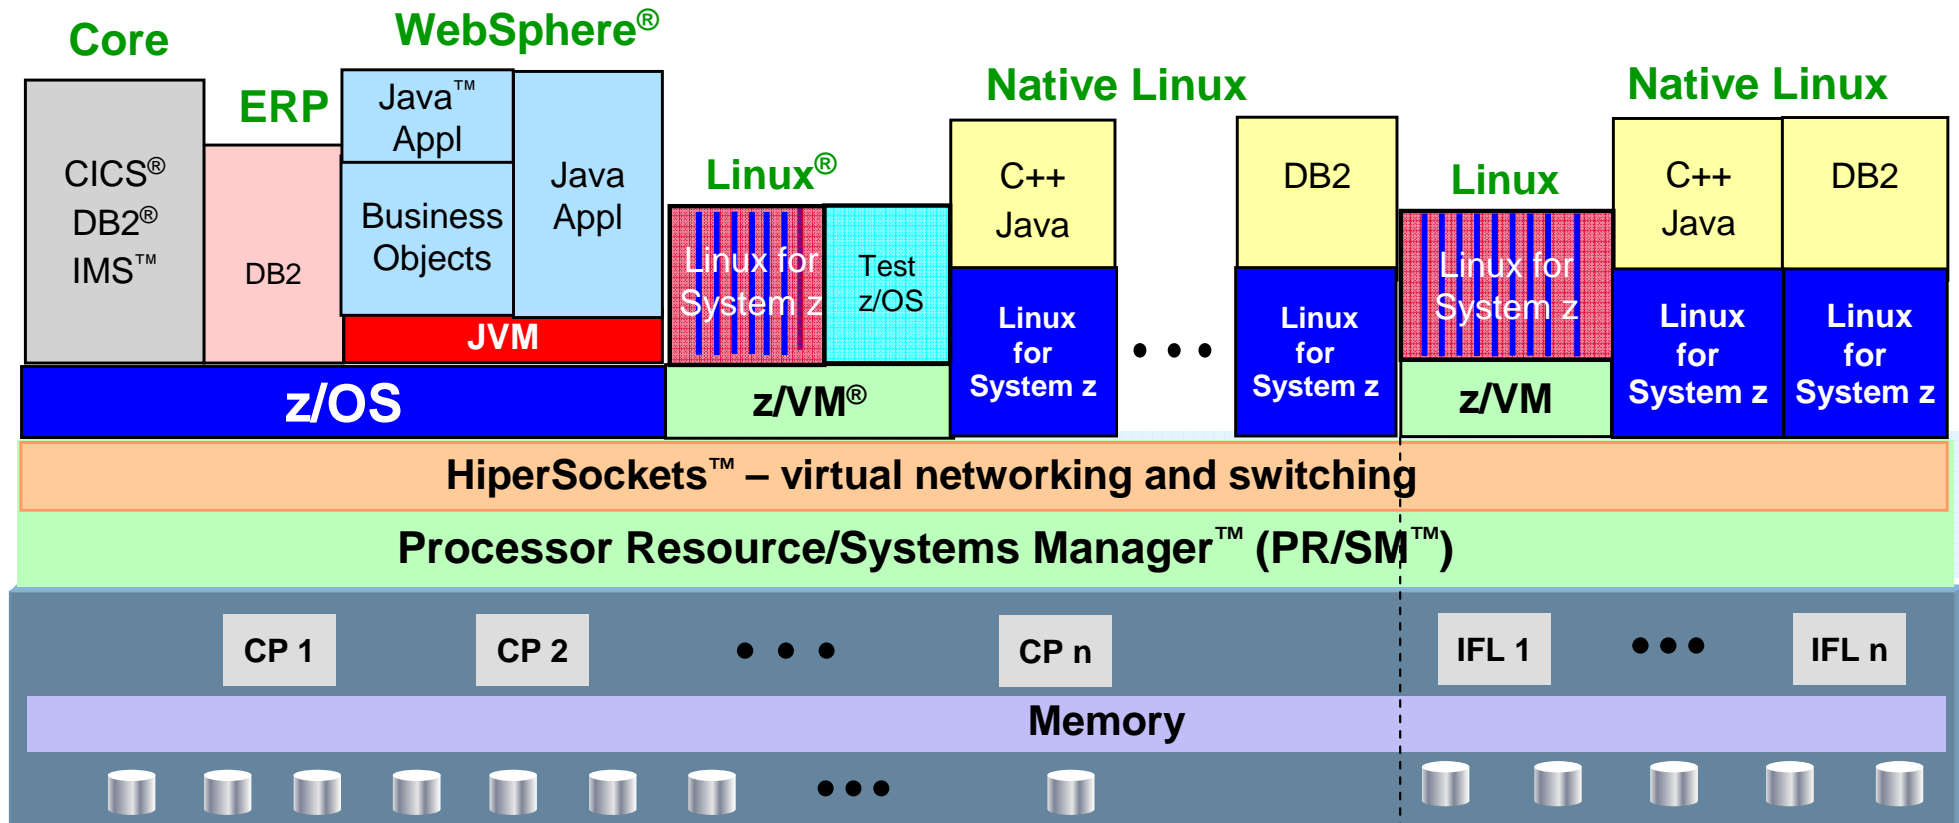 Core
CICS®
DB2®
IMS™
ERP
DB2
WebSphere®
Java™
Appl
Business
Objects
Java
Appl
JVM
z/OS
Linux®
Linux for
System z
Test
z/OS
z/VM®
Native Linux
C++
Java
Linux
for
System z
•••
DB2
Linux
for
System z
Linux
Linux for
System z
z/VM
Native Linux
C++
Java
Linux
for
System z
DB2
Linux
for
System z
HiperSockets™ – virtual networking and switching
Processor Resource/Systems Manager™ (PR/SM™)
CP 1
CP 2
•••
CP n
IFL 1
•••
IFL n
Memory
•••